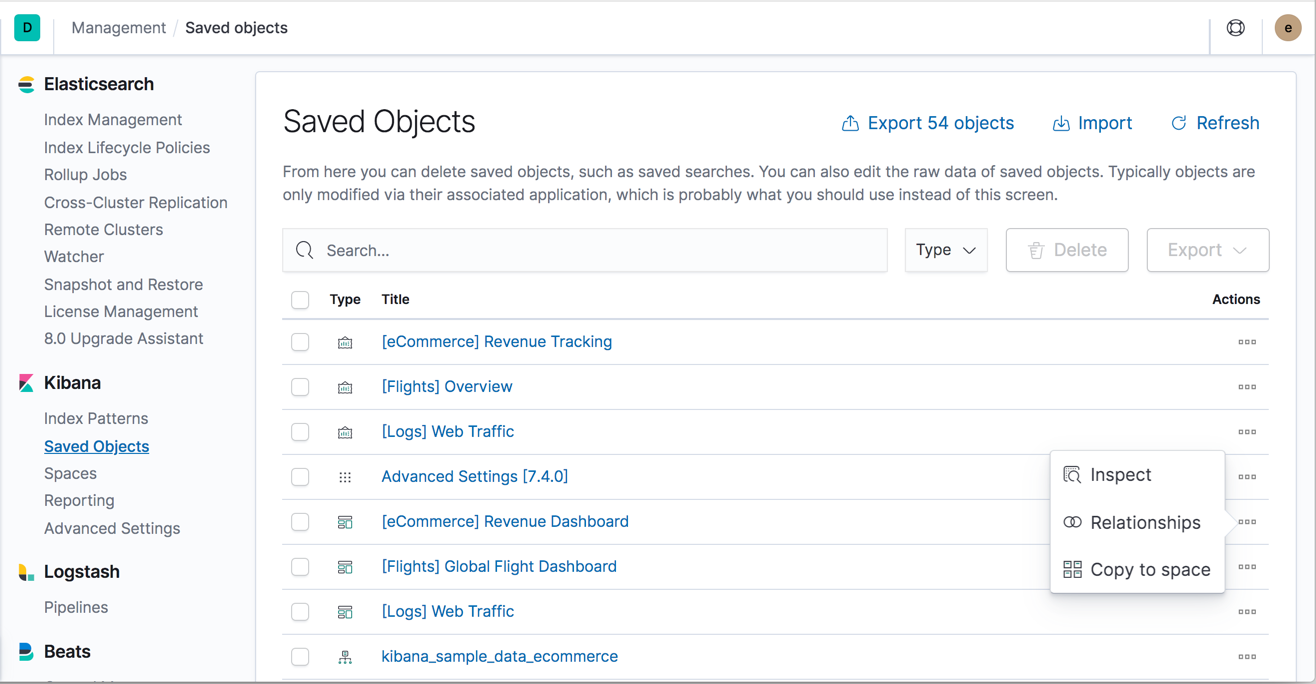 D
Management / Saved objects
e
Elasticsearch
Index Management
Index Lifecycle Policies
Rollup Jobs
Cross-Cluster Replication
Remote Clusters
Watcher
Snapshot and Restore
License Management
8.0 Upgrade Assistant
Kibana
Index Patterns
Saved Objects
Spaces
Reporting
Advanced Settings
Logstash
Pipelines
Beats
Saved Objects
Export 54 objects
Import
Refresh
From here you can delete saved objects, such as saved searches. You can also edit the raw data of saved objects. Typically objects are
only modified via their associated application, which is probably what you should use instead of this screen.
Search...
Type
Delete
Export
Type Title Actions
[eCommerce] Revenue Tracking
[Flights] Overview
[Logs] Web Traffic
Advanced Settings [7.4.0]
[eCommerce] Revenue Dashboard
[Flights] Global Flight Dashboard
[Logs] Web Traffic
kibana_sample_data_ecommerce
Inspect
Relationships
Copy to space